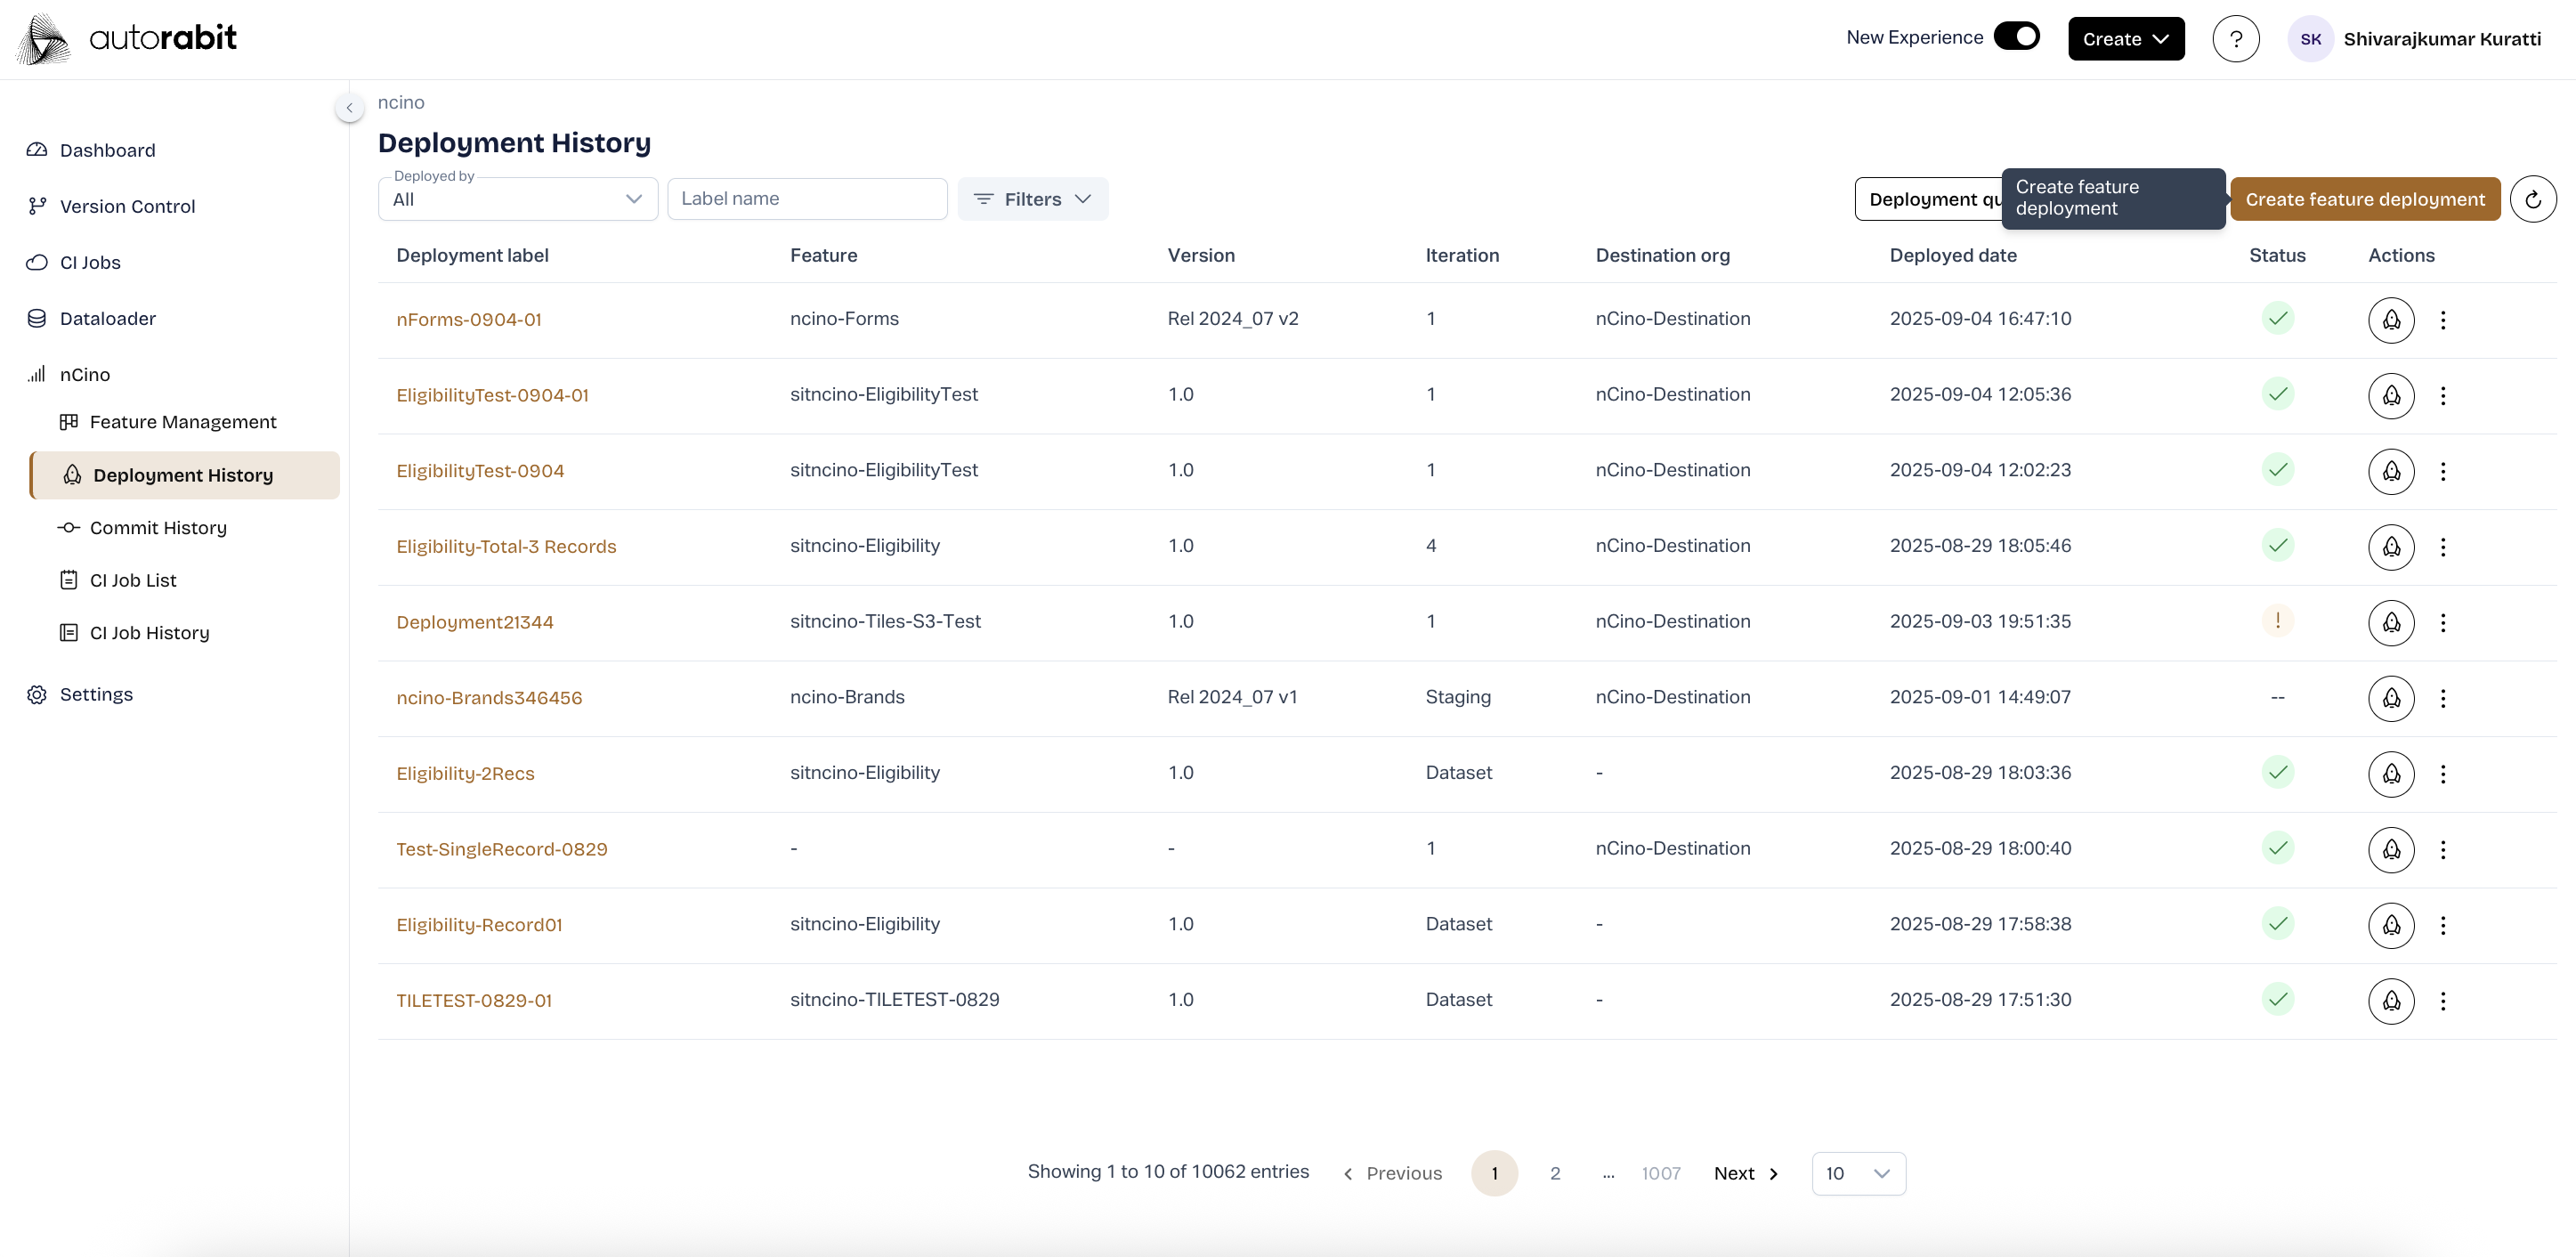 autorabit
New Experience
Create
?
SK
Shivarajkumar Kuratti
Dashboard
Version Control
CI Jobs
Dataloader
nCino
Feature Management
Deployment History
Commit History
CI Job List
CI Job History
Settings
ncino
Deployment History
Deployed by
All
Label name
Filters
Deployment qu
Create feature
deployment
Create feature deployment
Deployment label Feature Version Iteration Destination org Deployed date Status Actions
nForms-0904-01 ncino-Forms Rel 2024_07 v2 1 nCino-Destination 2025-09-04 16:47:10
EligibilityTest-0904-01 sitncino-EligibilityTest 1.0 1 nCino-Destination 2025-09-04 12:05:36
EligibilityTest-0904 sitncino-EligibilityTest 1.0 1 nCino-Destination 2025-09-04 12:02:23
Eligibility-Total-3 Records sitncino-Eligibility 1.0 4 nCino-Destination 2025-08-29 18:05:46
Deployment21344 sitncino-Tiles-S3-Test 1.0 1 nCino-Destination 2025-09-03 19:51:35 !
ncino-Brands346456 ncino-Brands Rel 2024_07 v1 Staging nCino-Destination 2025-09-01 14:49:07 --
Eligibility-2Recs sitncino-Eligibility 1.0 Dataset - 2025-08-29 18:03:36
Test-SingleRecord-0829 - - 1 nCino-Destination 2025-08-29 18:00:40
Eligibility-Record01 sitncino-Eligibility 1.0 Dataset - 2025-08-29 17:58:38
TILETEST-0829-01 sitncino-TILETEST-0829 1.0 Dataset - 2025-08-29 17:51:30
Showing 1 to 10 of 10062 entries Previous 1 2 ... 1007 Next 10